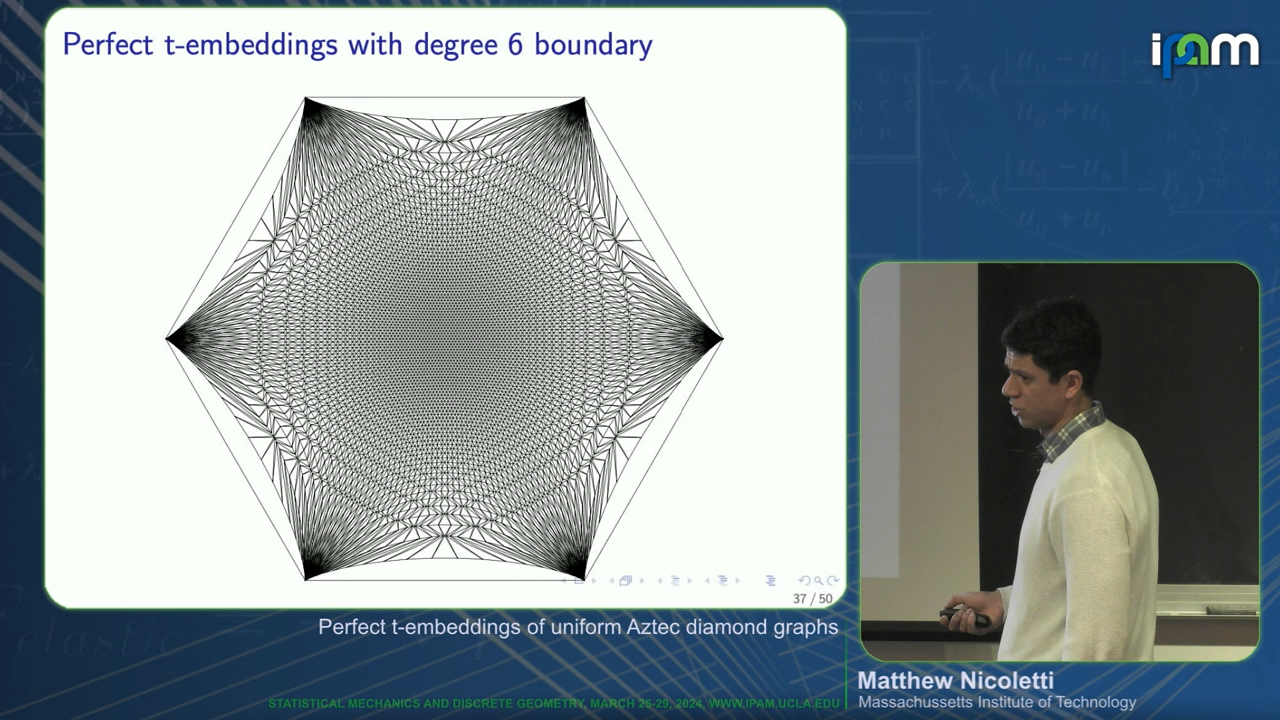 Perfect t-embeddings with degree 6 boundary
ipam
37 / 50
Perfect t-embeddings of uniform Aztec diamond graphs
Matthew Nicoletti
Massachussetts Institute of Technology
STATISTICAL MECHANICS AND DISCRETE GEOMETRY, MARCH 25-29, 2024, WWW.IPAM.UCLA.EDU